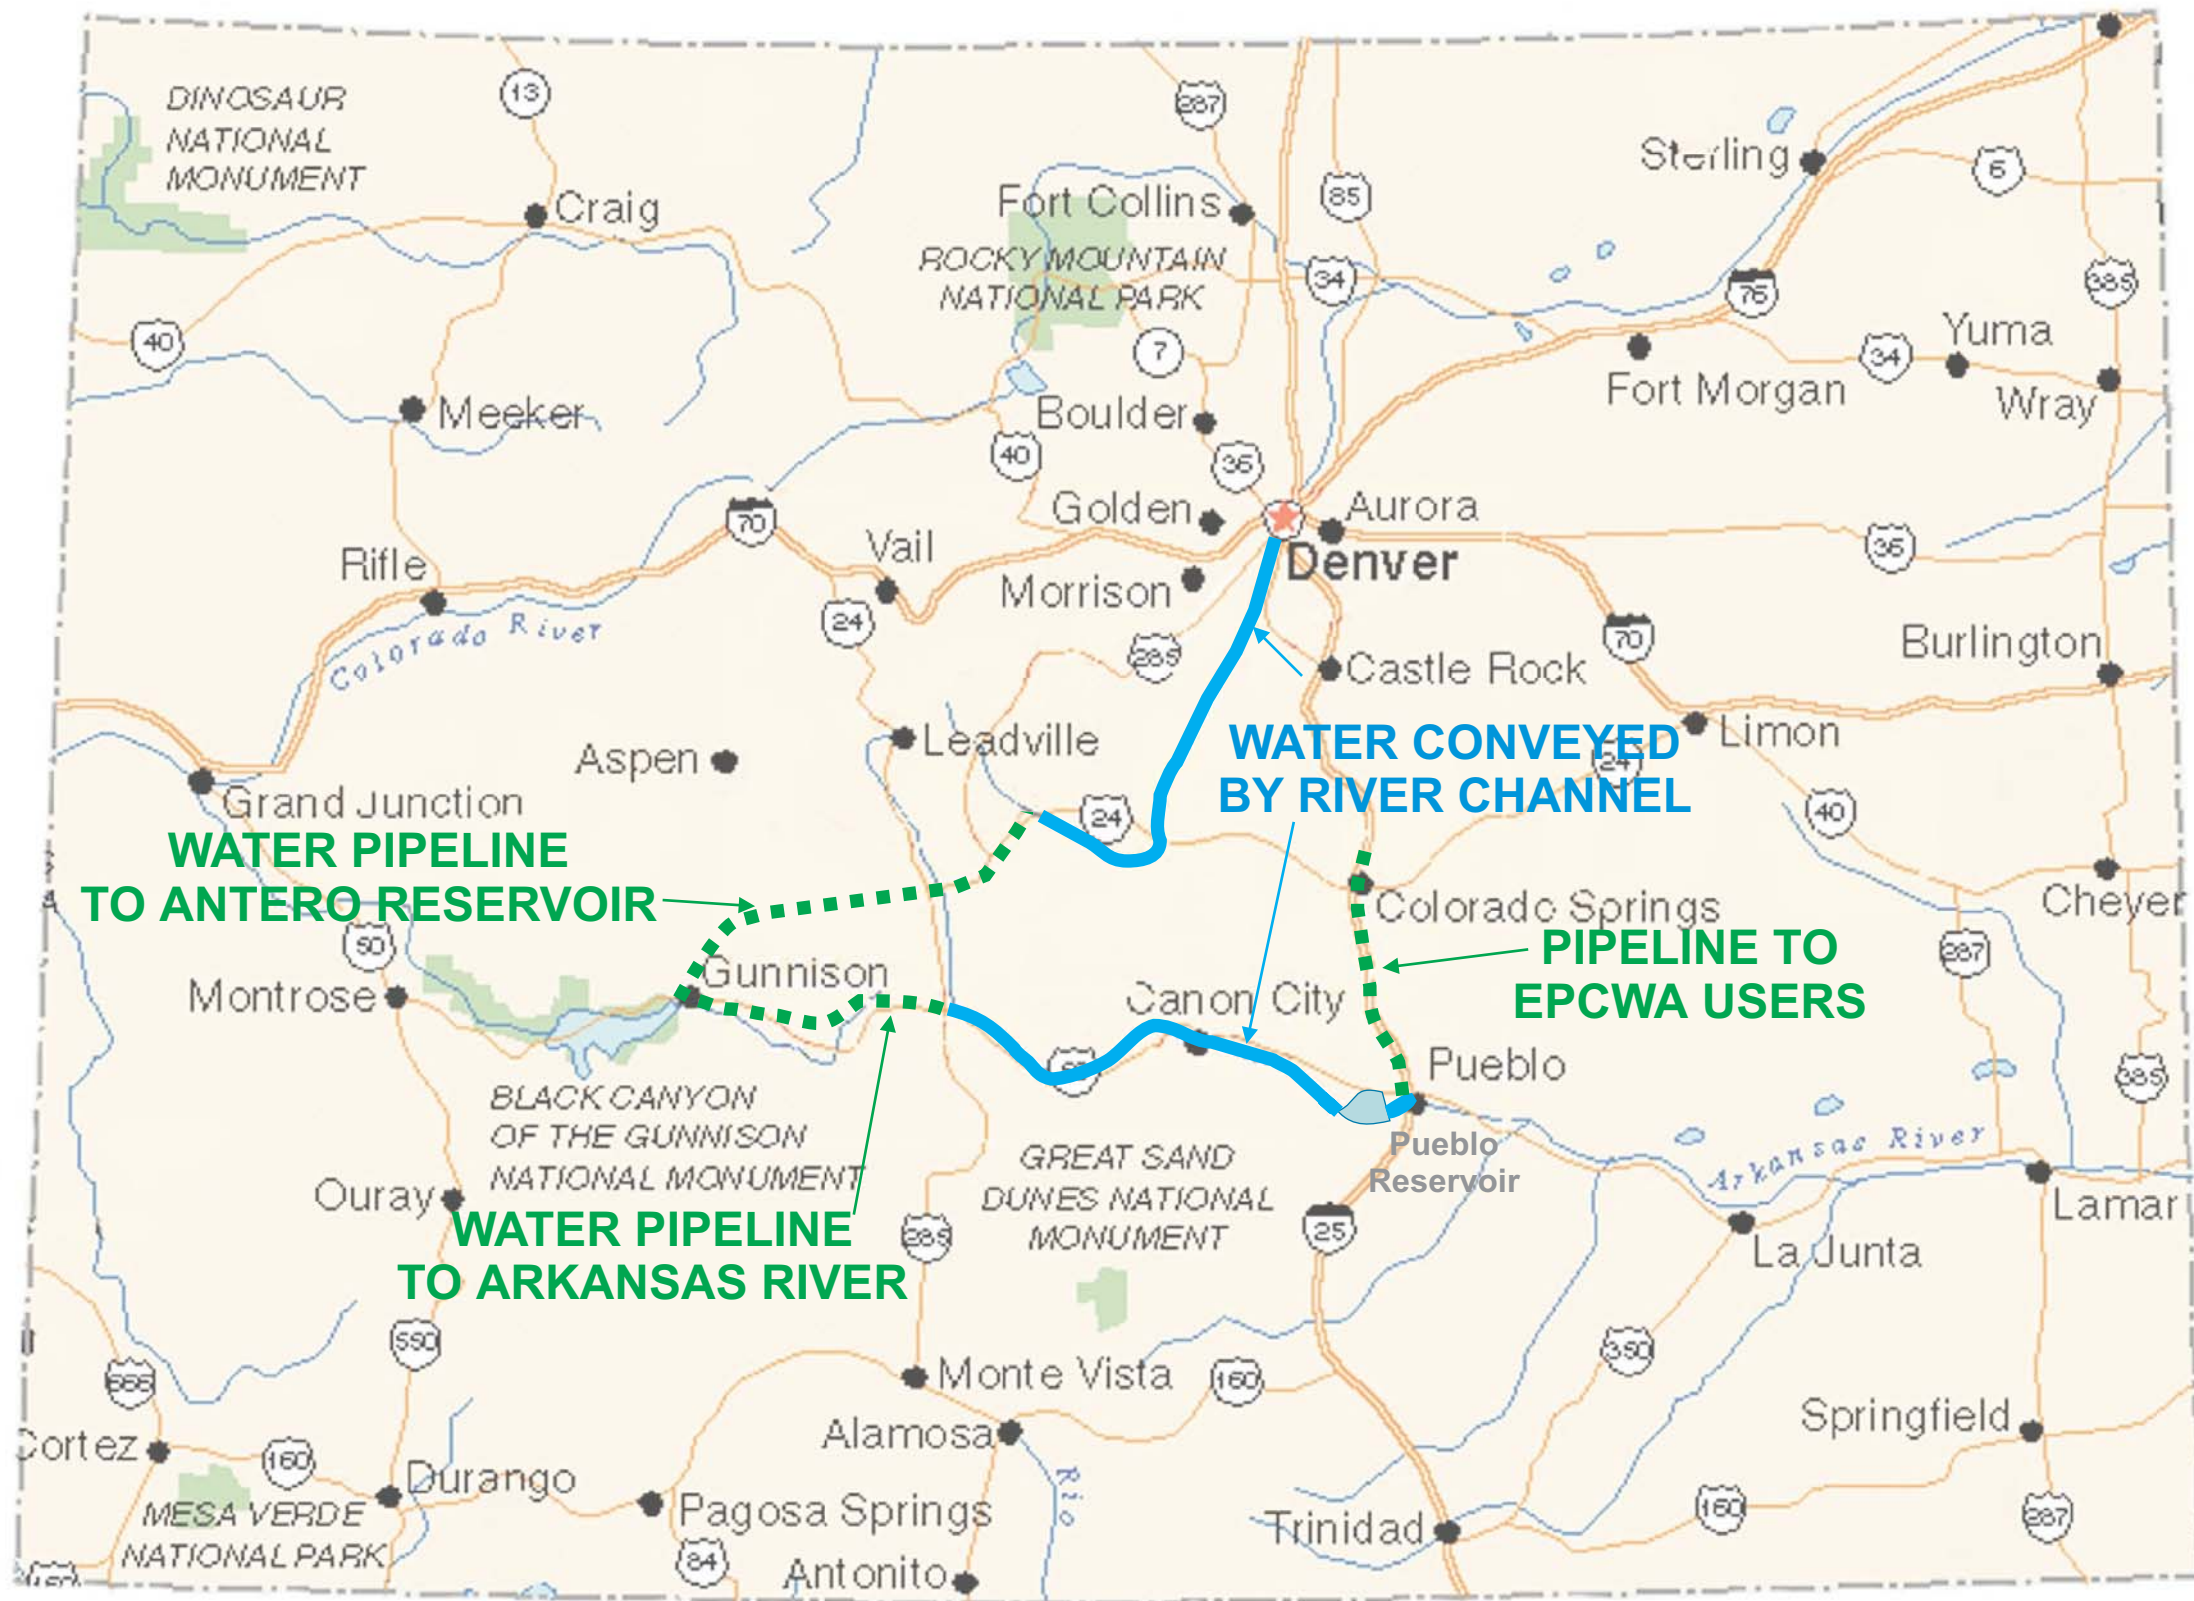 DINOSAUR
NATIONAL
MONUMENT
13
287
Sterling
6
85
Craig
Fort Collins
ROCKY MOUNTAIN
NATIONAL PARK
34
76
385
40
7
Yuma
34
Fort Morgan
Wray
Meeker
Boulder
40
36
70
Golden
Aurora
Vail
Denver
36
Rifle
Morrison
24
Colorado River
285
70
Burlington
Castle Rock
Leadville
WATER CONVEYED
BY RIVER CHANNEL
Limon
24
Aspen
Grand Junction
24
40
WATER PIPELINE
TO ANTERO RESERVOIR
Colorado Springs
Cheyen
50
PIPELINE TO
EPCWA USERS
287
Gunnison
Montrose
Canon City
Pueblo
385
BLACK CANYON
OF THE GUNNISON
NATIONAL MONUMENT
GREAT SAND
DUNES NATIONAL
MONUMENT
Pueblo
Reservoir
Arkansas River
Ouray
Lamar
WATER PIPELINE
TO ARKANSAS RIVER
285
25
La Junta
550
350
666
Monte Vista
160
Alamosa
Springfield
Cortez
160
Durango
Rio
MESA VERDE
NATIONAL PARK
Pagosa Springs
160
287
Trinidad
84
Antonito